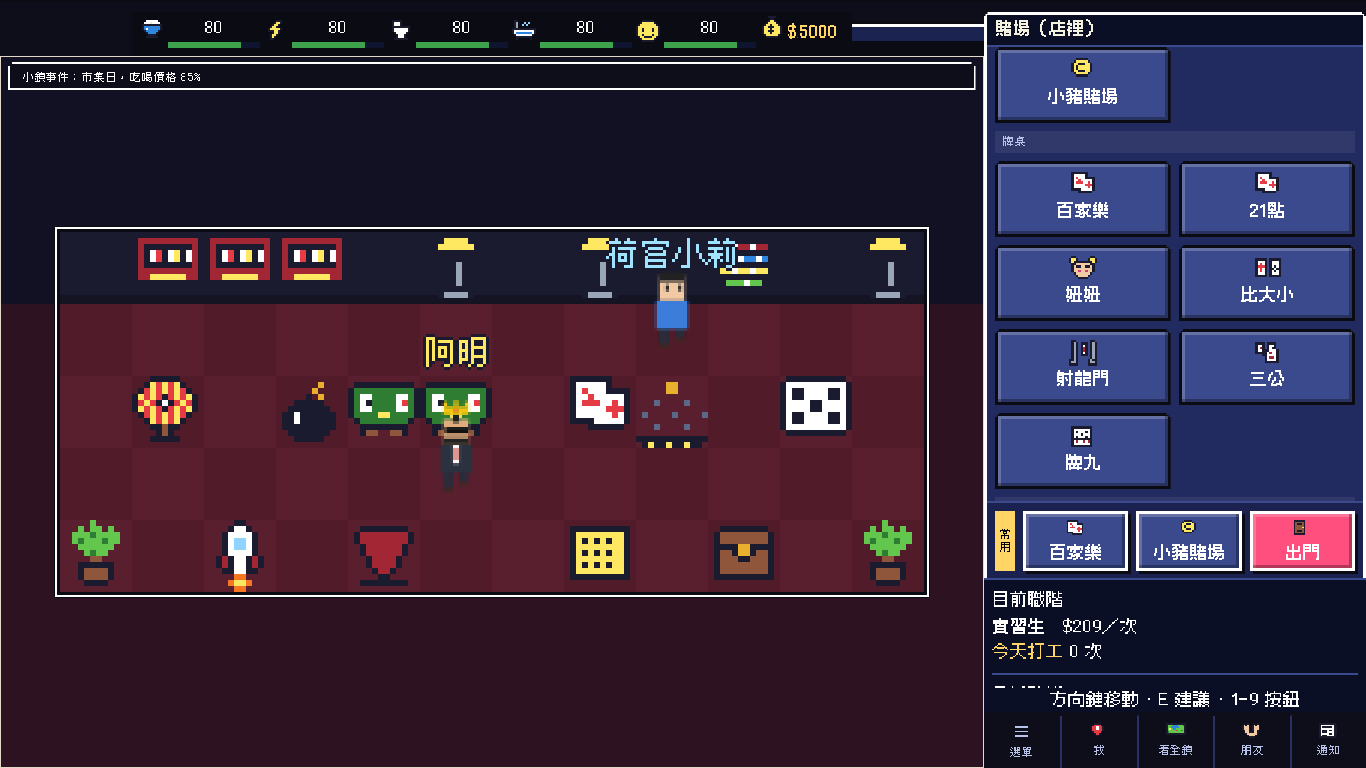 80
80
80
80
80
$5000
小鎮事件：市集日，吃喝價格 85%
荷官小莉
阿明
賭場（店裡）
小豬賭場
牌桌
百家樂
21點
妞妞
比大小
射龍門
三公
牌九
常用
百家樂
小豬賭場
出門
目前職階
實習生 $209／次
今天打工 0 次
方向鍵移動・E 建議・1-9 按鈕
選單
我
看全鎮
朋友
通知